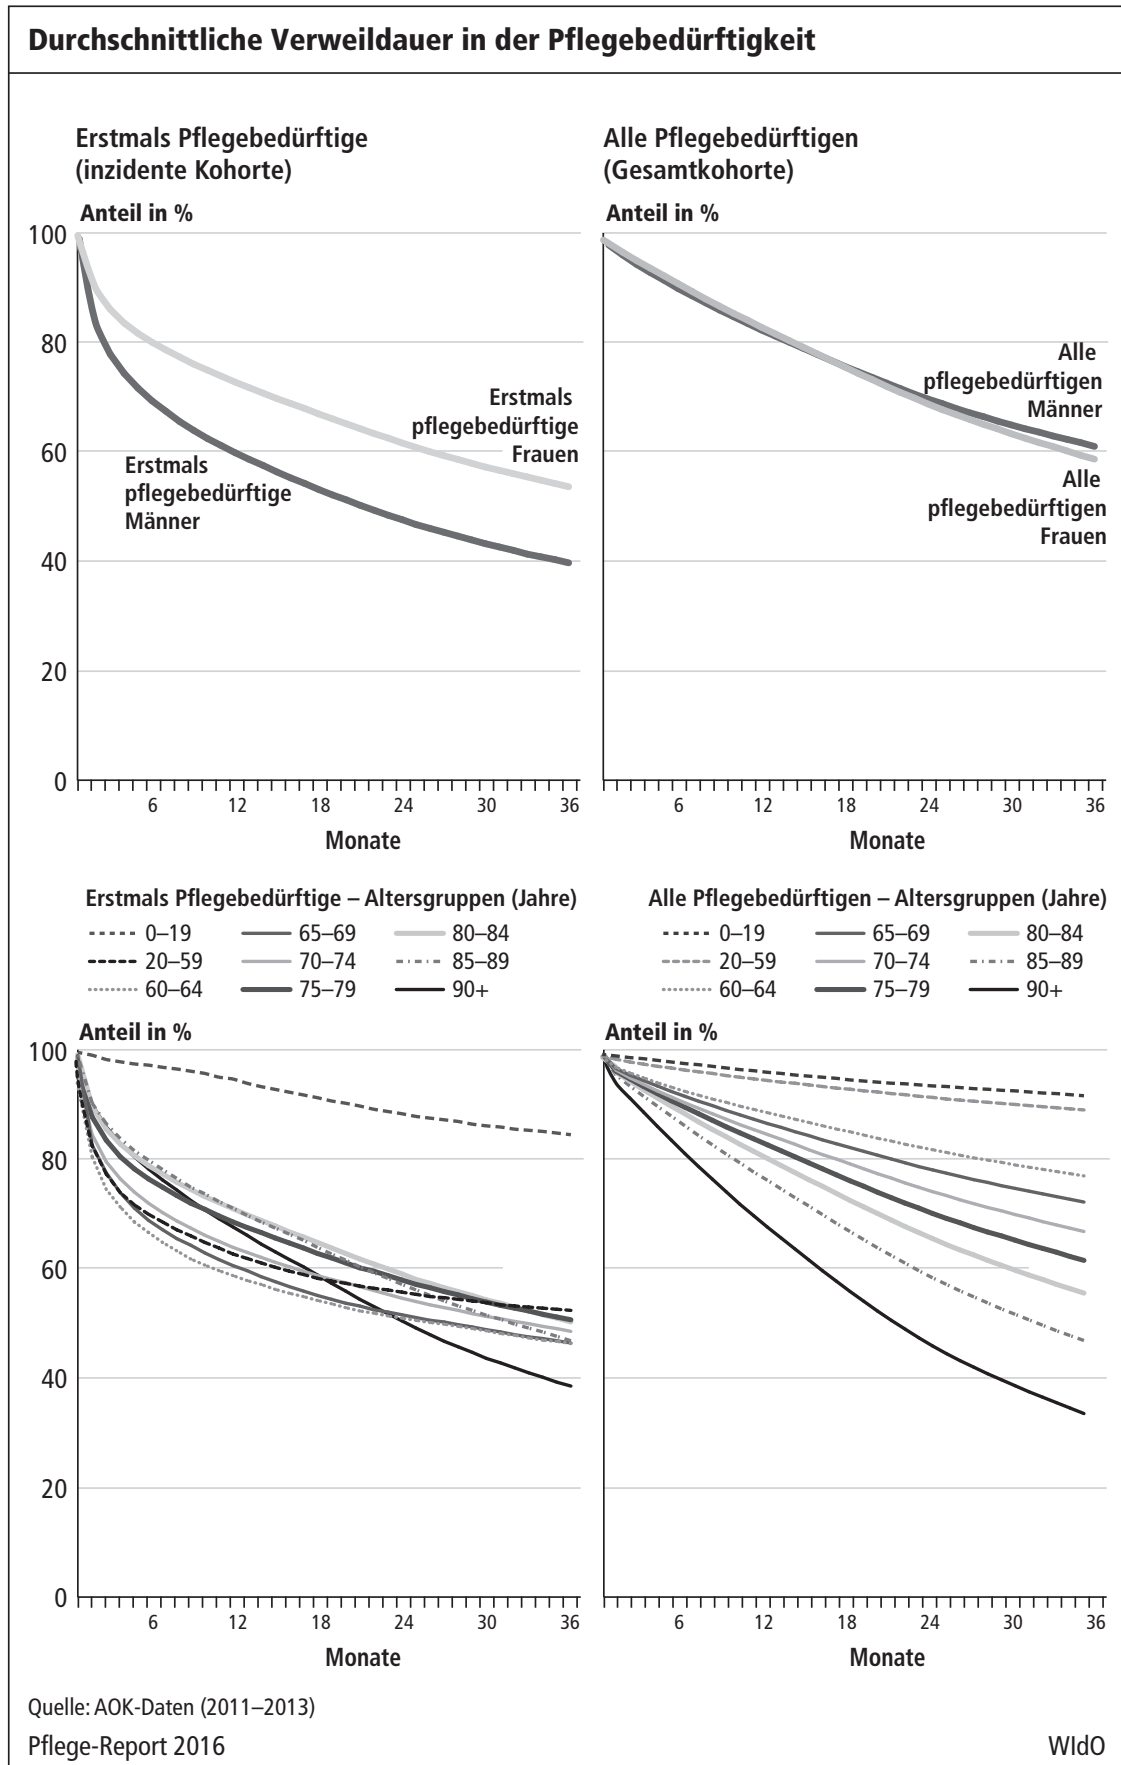 Durchschnittliche Verweildauer in der Pflegebedürftigkeit
Erstmals Pflegebedürftige
(inzidente Kohorte)
Anteil in %
100
80
60
40
20
0
Erstmals
pflegebedürftige
Frauen
Erstmals
pflegebedürftige
Männer
6 12 18 24 30 36
Monate
Alle Pflegebedürftigen
(Gesamtkohorte)
Anteil in %
Alle
pflegebedürftigen
Männer
Alle
pflegebedürftigen
Frauen
6 12 18 24 30 36
Monate
Erstmals Pflegebedürftige – Altersgruppen (Jahre)
0–19 65–69 80–84
20–59 70–74 85–89
60–64 75–79 90+
Anteil in %
100
80
60
40
20
0
6 12 18 24 30 36
Monate
Alle Pflegebedürftigen – Altersgruppen (Jahre)
0–19 65–69 80–84
20–59 70–74 85–89
60–64 75–79 90+
Anteil in %
6 12 18 24 30 36
Monate
Quelle: AOK-Daten (2011–2013)
Pflege-Report 2016
WIdO